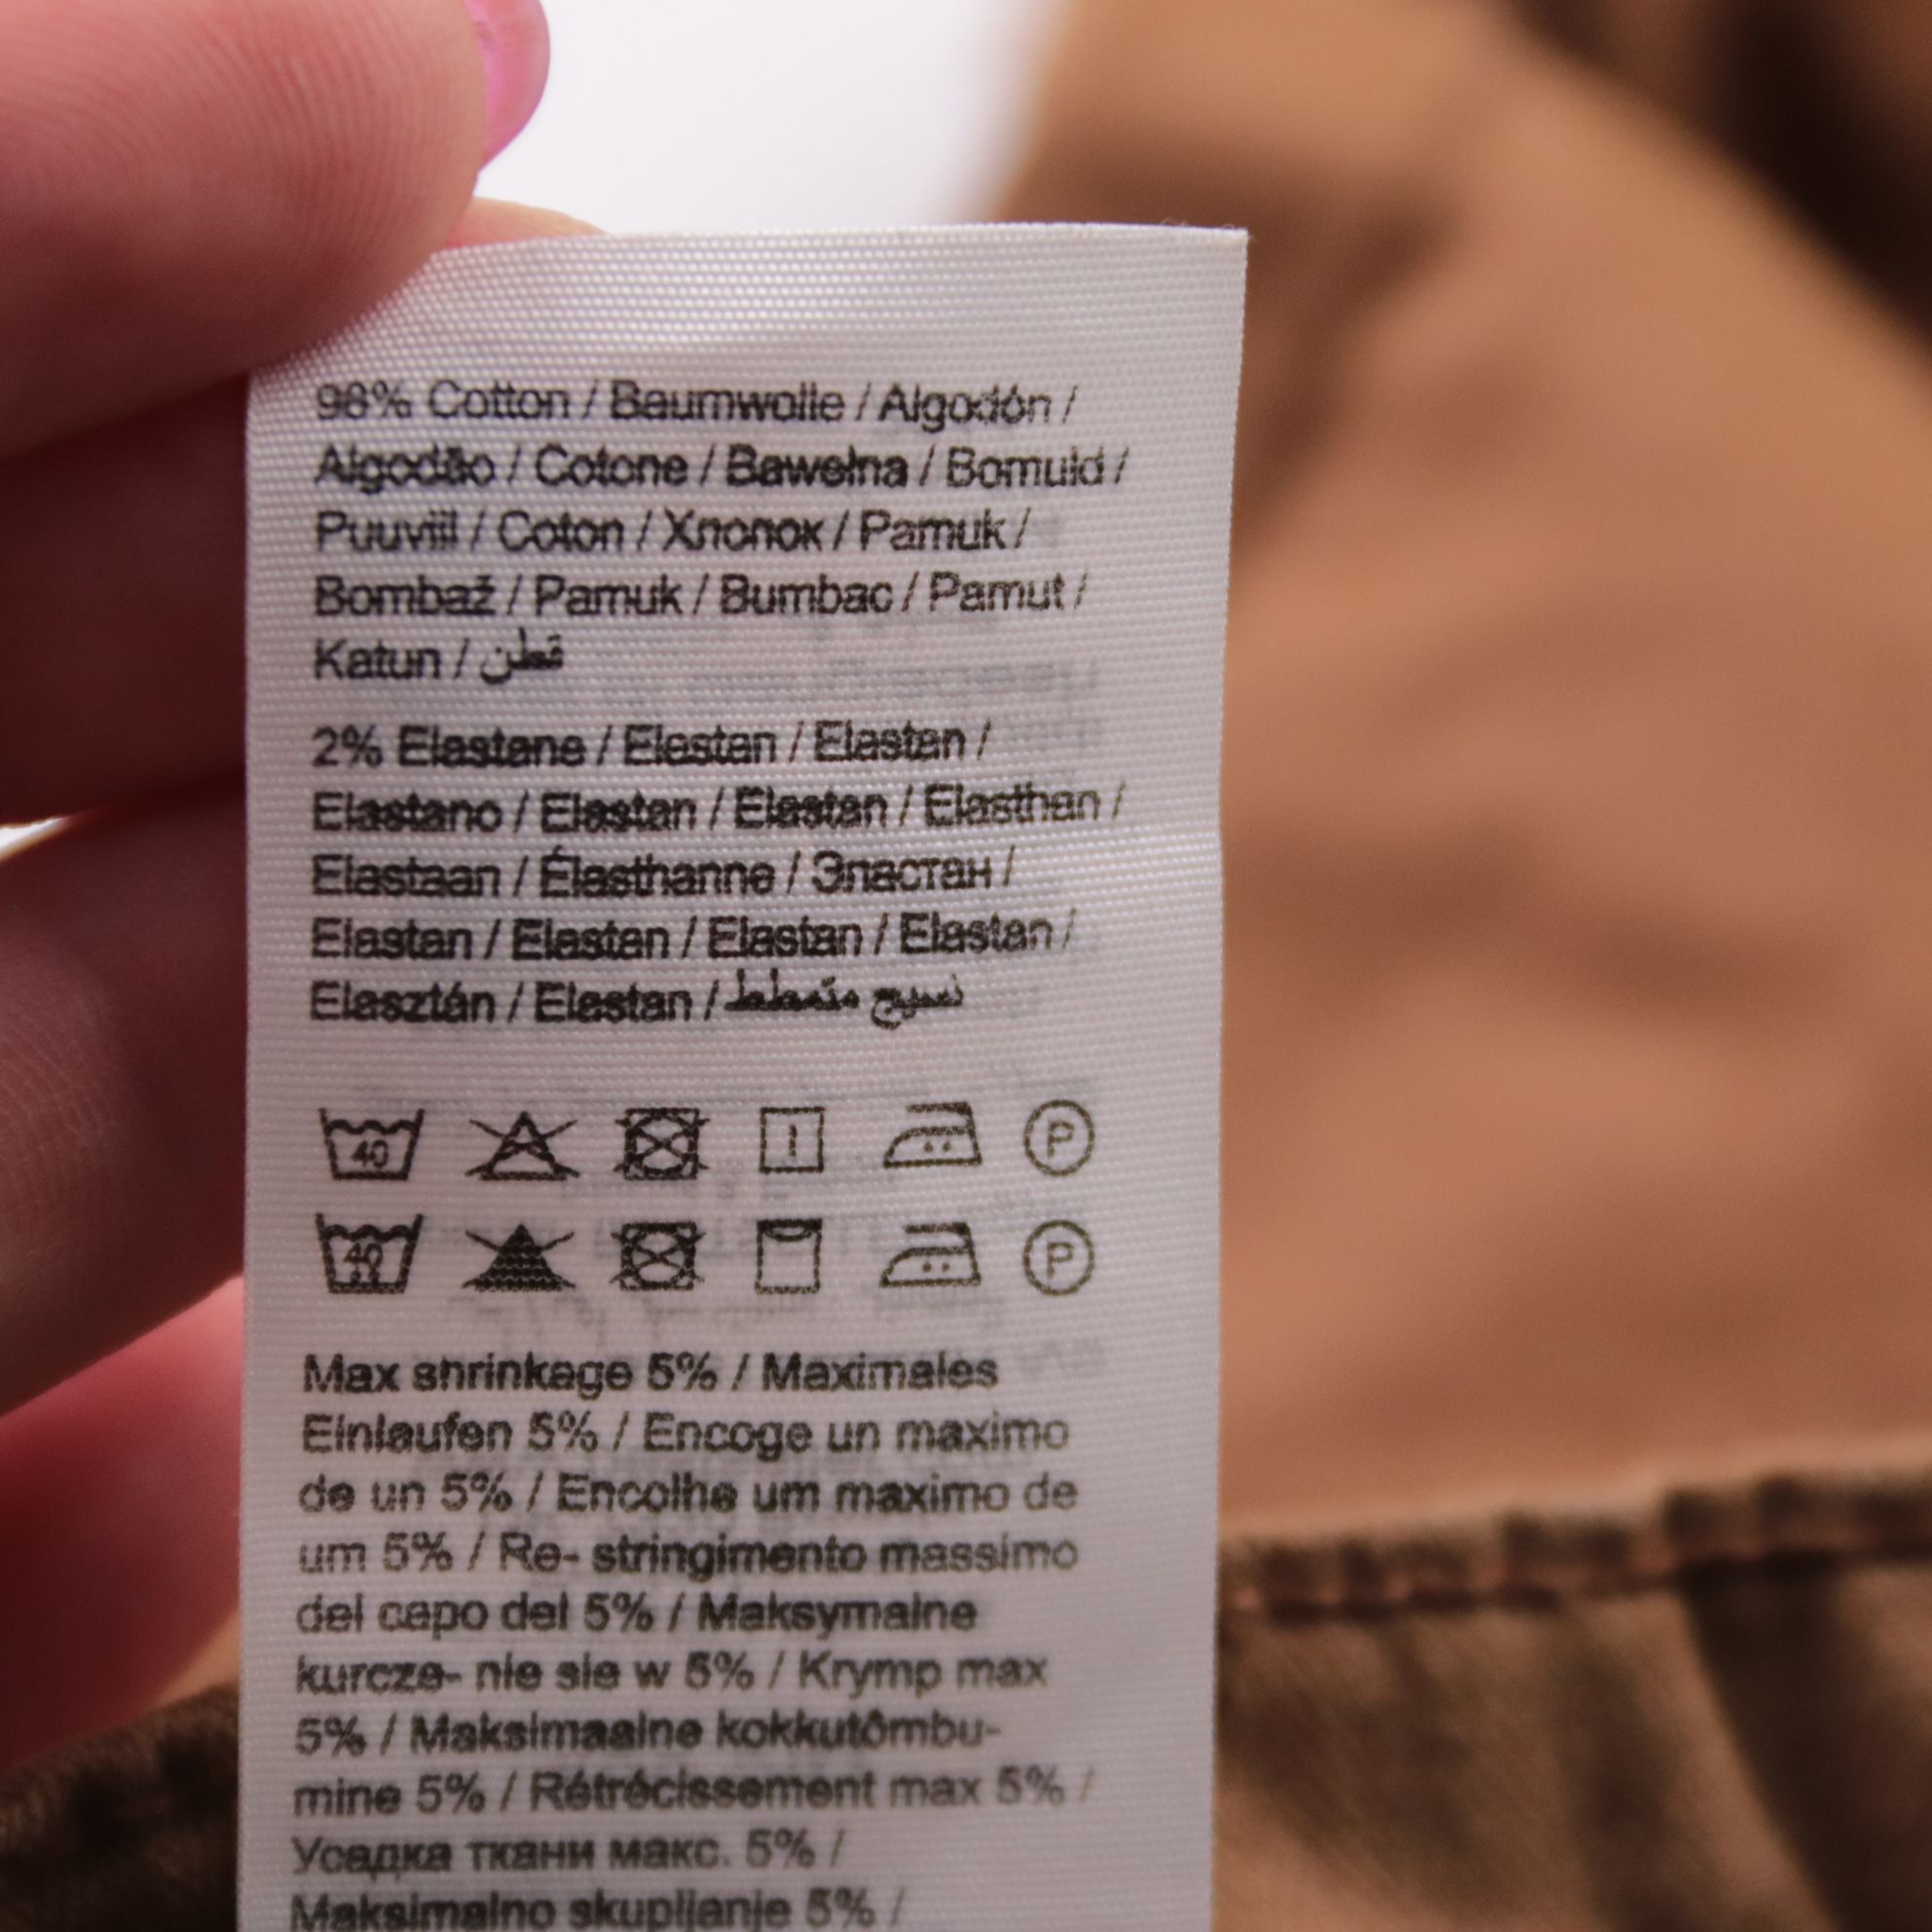 98% Cotton / Baumwolle / Algodón /
Algodão / Cotone / Bawełna / Bomuld /
Puuvill / Coton / Хлопок / Pamuk /
Bombaž / Pamuk / Bumbac / Pamut /
Katun / قطن
2% Elastane / Elastan / Elastan /
Elastano / Elastan / Elastan / Elasthan /
Elastaan / Élasthanne / Эластан /
Elastan / Elastan / Elastan / Elastan /
Elasztán / Elastan / نسيج متمطط
40 P
40 P
Max shrinkage 5% / Maximales
Einlaufen 5% / Encoge un maximo
de un 5% / Encolhe um maximo de
um 5% / Re- stringimento massimo
del capo del 5% / Maksymalne
kurcze- nie sie w 5% / Krymp max
5% / Maksimaalne kokkutõmbu-
mine 5% / Rétrécissement max 5% /
Усадка ткани макс. 5% /
Maksimalno skupljanje 5% /